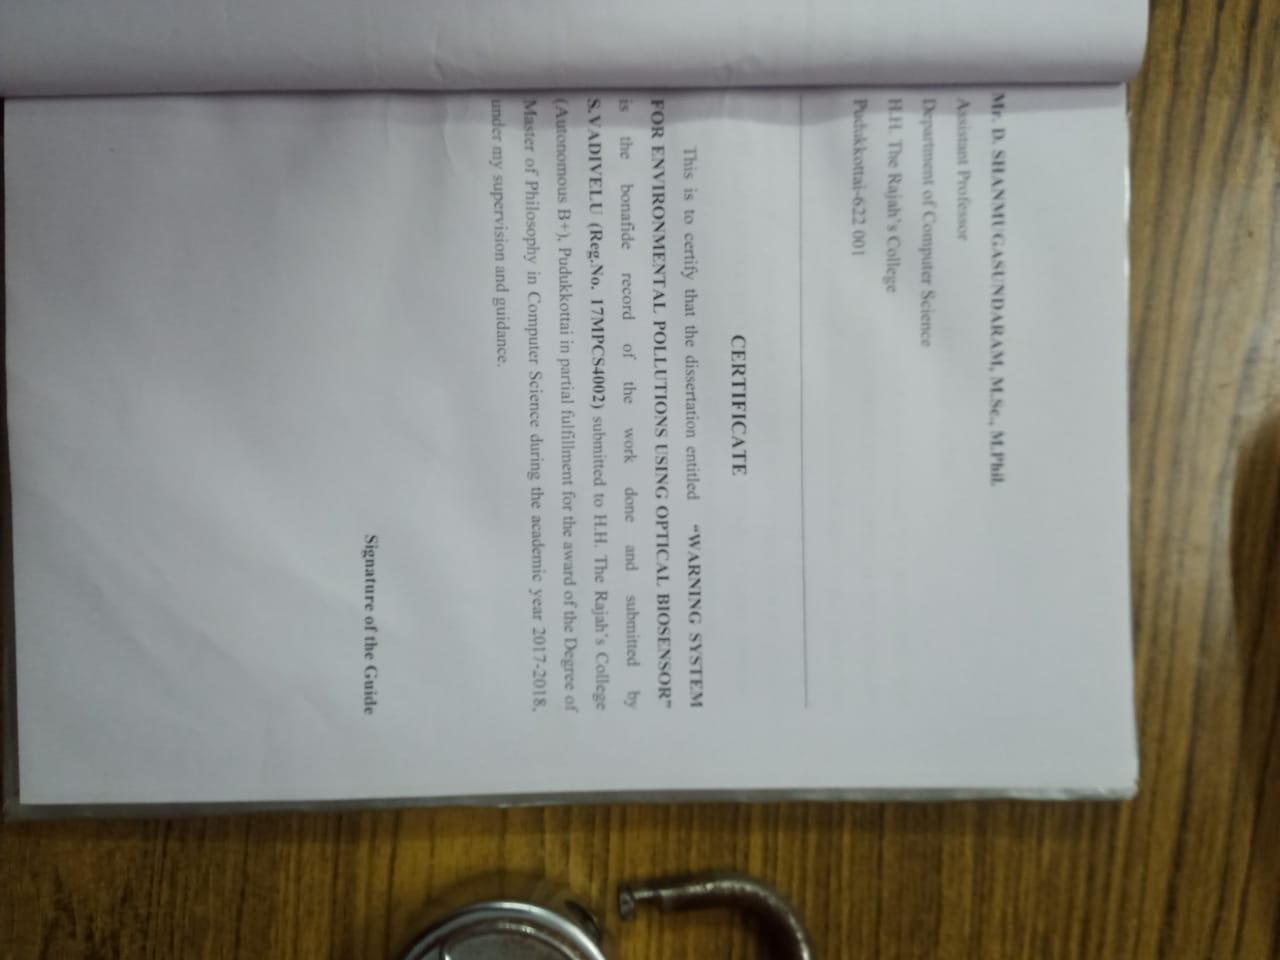 Mr. D. SHANMUGASUNDARAM, M.Sc., M.Phil.
Assistant Professor
Department of Computer Science
H.H. The Rajah's College
Pudukkottai-622 001
CERTIFICATE
This is to certify that the dissertation entitled "WARNING SYSTEM
FOR ENVIRONMENTAL POLLUTIONS USING OPTICAL BIOSENSOR"
is the bonafide record of the work done and submitted by
S.VADIVELU (Reg.No. 17MPCS4002) submitted to H.H. The Rajah's College
(Autonomous B+), Pudukkottai in partial fulfillment for the award of the Degree of
Master of Philosophy in Computer Science during the academic year 2017-2018,
under my supervision and guidance.
Signature of the Guide